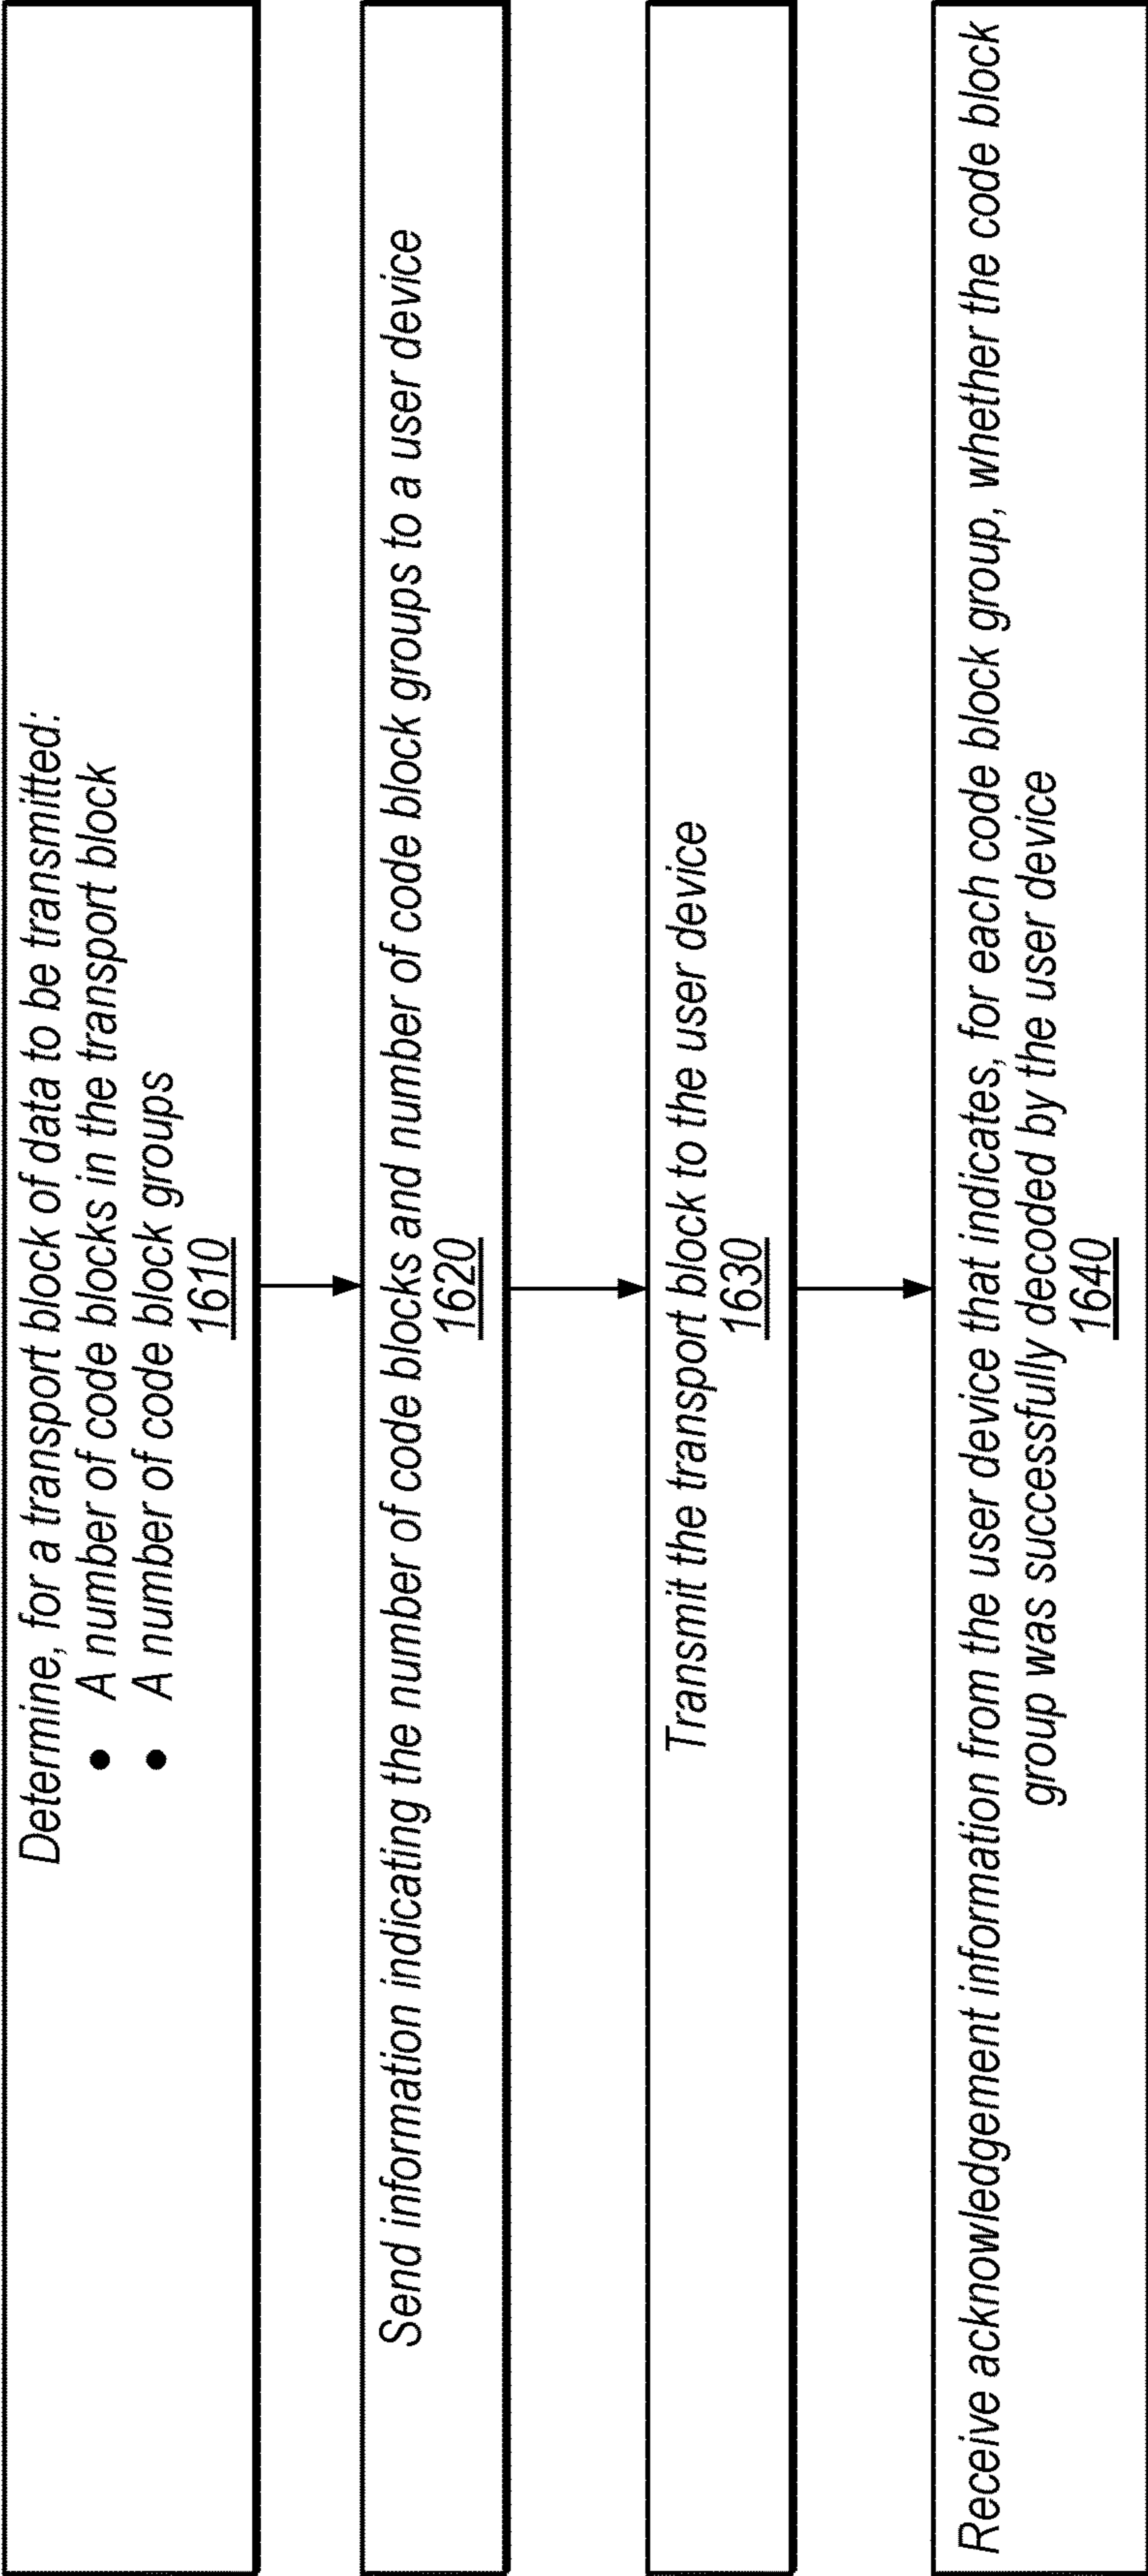 Determine, for a transport block of data to be transmitted:
• A number of code blocks in the transport block
• A number of code block groups
1610
Send information indicating the number of code blocks and number of code block groups to a user device
1620
Transmit the transport block to the user device
1630
Receive acknowledgement information from the user device that indicates, for each code block group, whether the code block
group was successfully decoded by the user device
1640